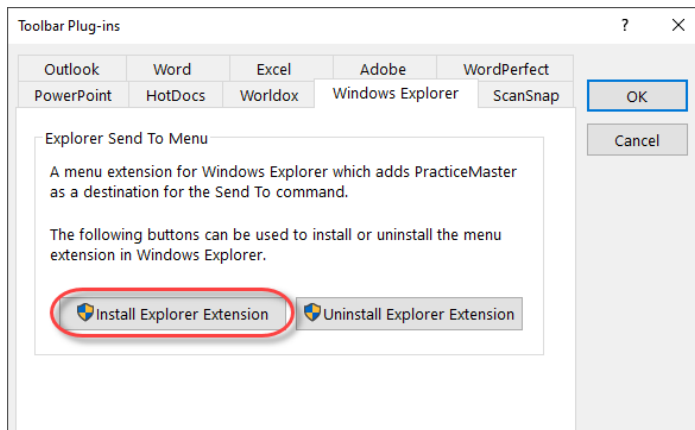 Toolbar Plug-ins ?
Outlook Word Excel Adobe WordPerfect
PowerPoint HotDocs Worldox Windows Explorer ScanSnap
OK
Cancel
Explorer Send To Menu
A menu extension for Windows Explorer which adds PracticeMaster
as a destination for the Send To command.
The following buttons can be used to install or uninstall the menu
extension in Windows Explorer.
Install Explorer Extension Uninstall Explorer Extension